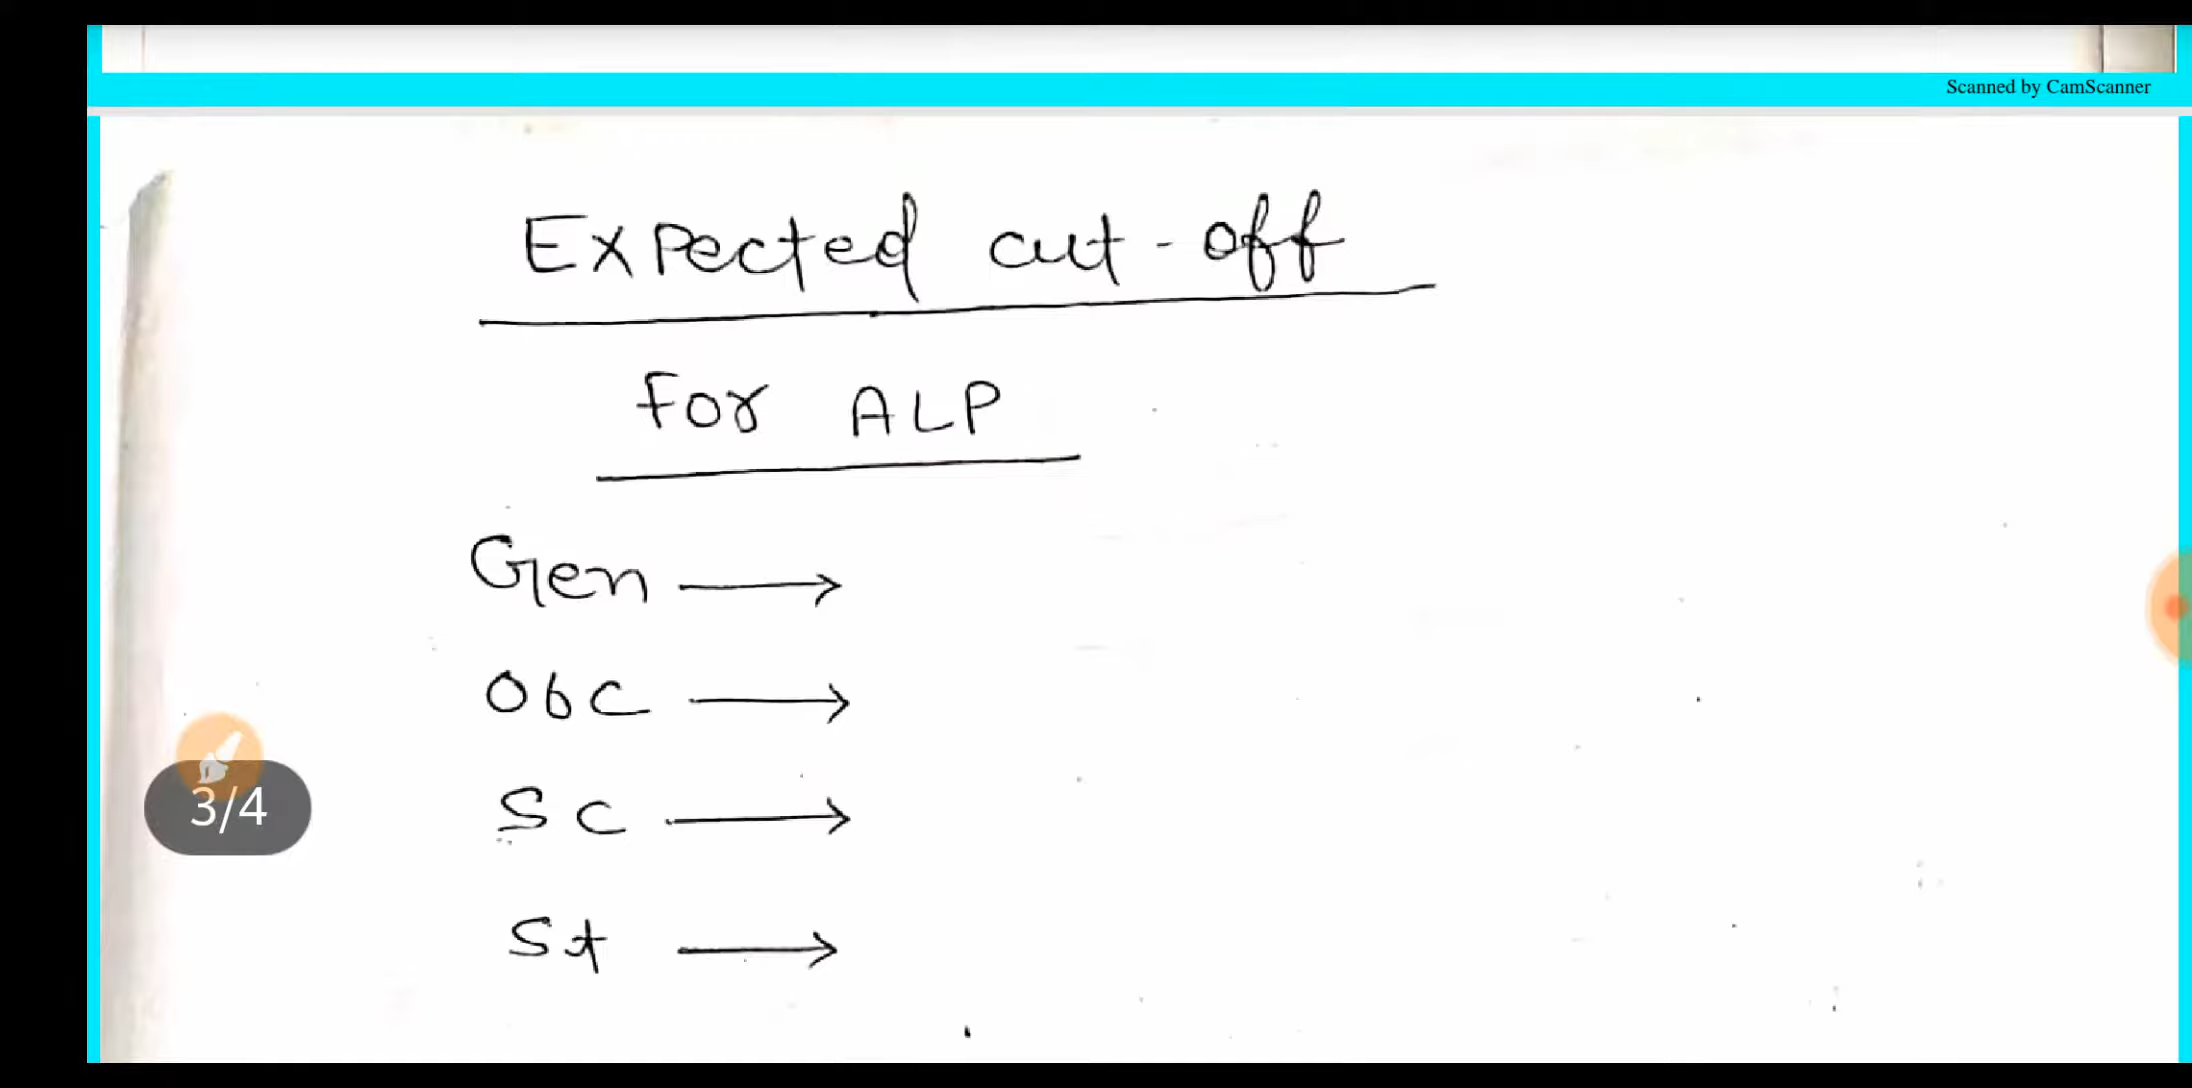 Scanned by CamScanner
Expected cut-off
For ALP
Gen →
Obc →
SC →
St →
3/4